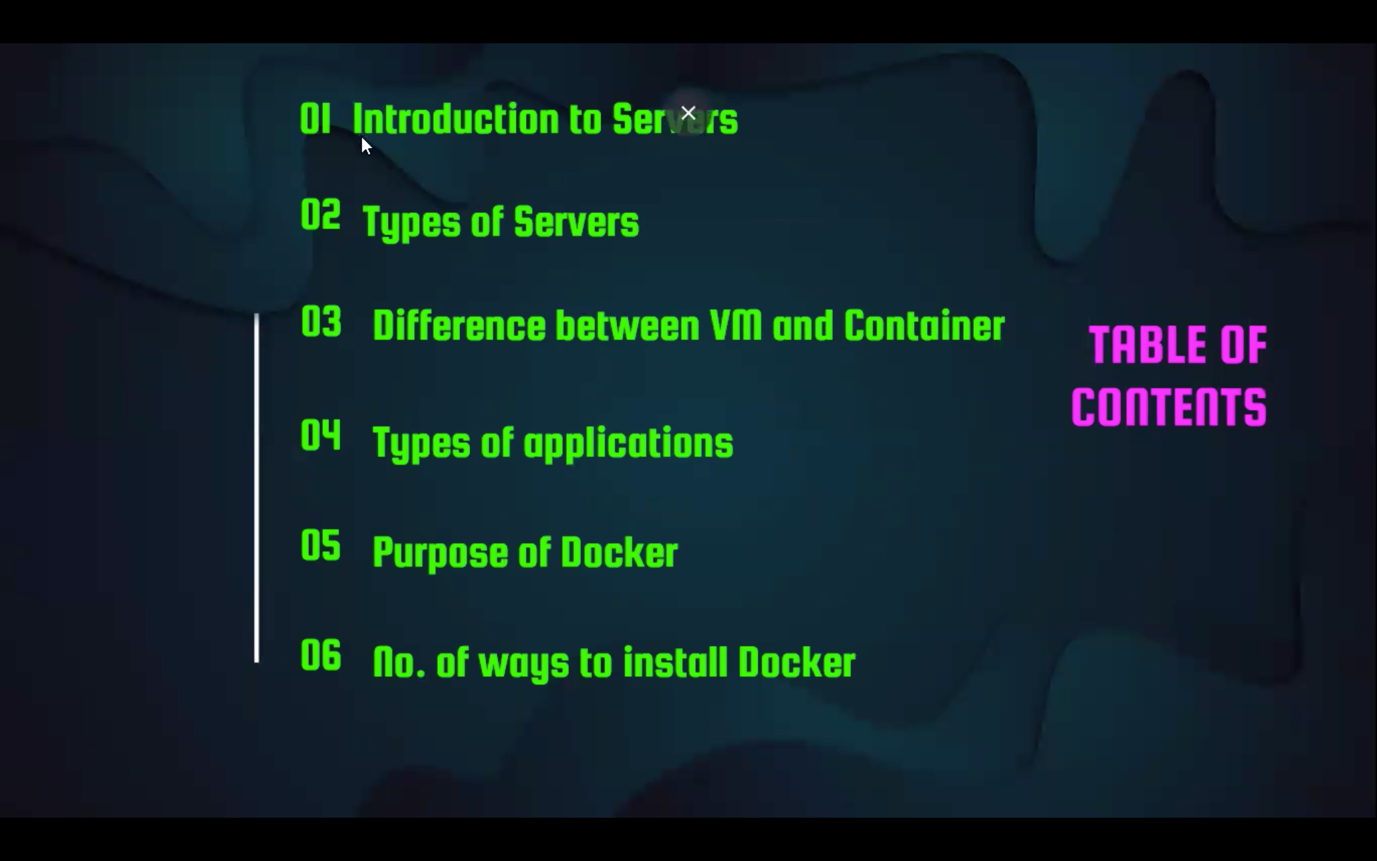 01 Introduction to Servers
02 Types of Servers
03 Difference between VM and Container
TABLE OF
CONTENTS
04 Types of applications
05 Purpose of Docker
06 No. of ways to install Docker